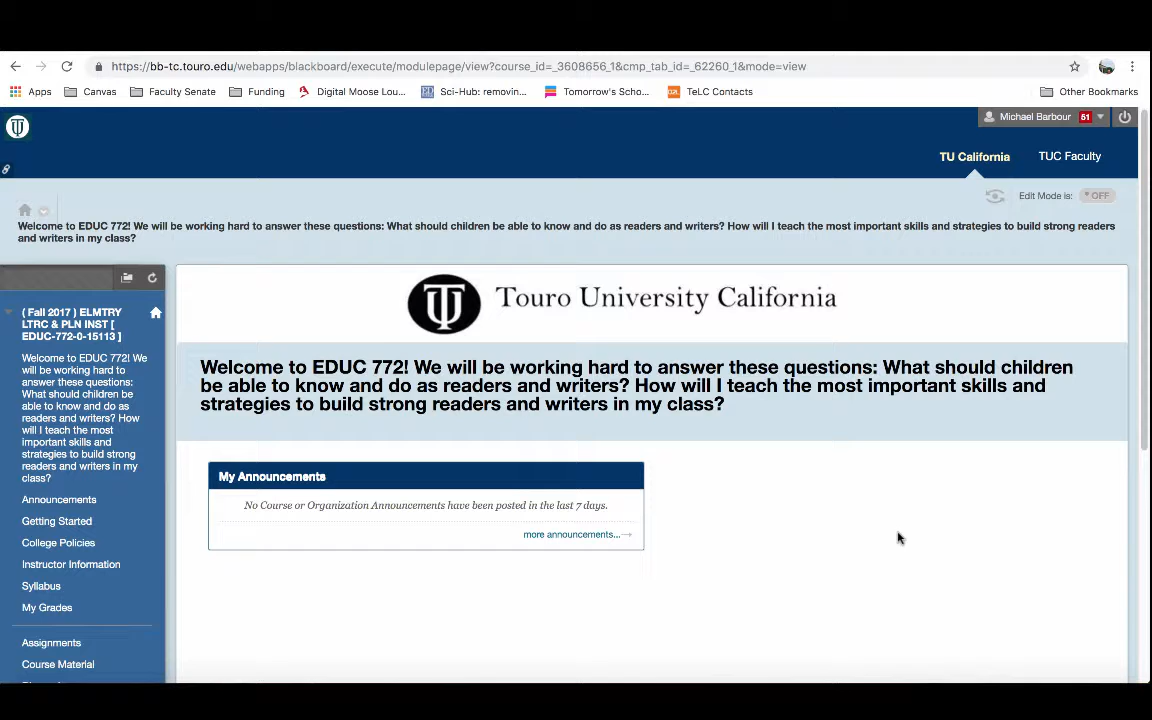 https://bb-tc.touro.edu/webapps/blackboard/execute/modulepage/view?course_id=_3608656_1&cmp_tab_id=_62260_1&mode=view
Apps Canvas Faculty Senate Funding Digital Moose Lou... Sci-Hub: removin... Tomorrow's Scho... TeLC Contacts Other Bookmarks
Michael Barbour 51
TU California TUC Faculty
Edit Mode is: OFF
Welcome to EDUC 772! We will be working hard to answer these questions: What should children be able to know and do as readers and writers? How will I teach the most important skills and strategies to build strong readers
and writers in my class?
( Fall 2017 ) ELMTRY
LTRC & PLN INST [
EDUC-772-0-15113 ]
Welcome to EDUC 772! We
will be working hard to
answer these questions:
What should children be
able to know and do as
readers and writers? How
will I teach the most
important skills and
strategies to build strong
readers and writers in my
class?
Announcements
Getting Started
College Policies
Instructor Information
Syllabus
My Grades
Assignments
Course Material
Touro University California
Welcome to EDUC 772! We will be working hard to answer these questions: What should children
be able to know and do as readers and writers? How will I teach the most important skills and
strategies to build strong readers and writers in my class?
My Announcements
No Course or Organization Announcements have been posted in the last 7 days.
more announcements...